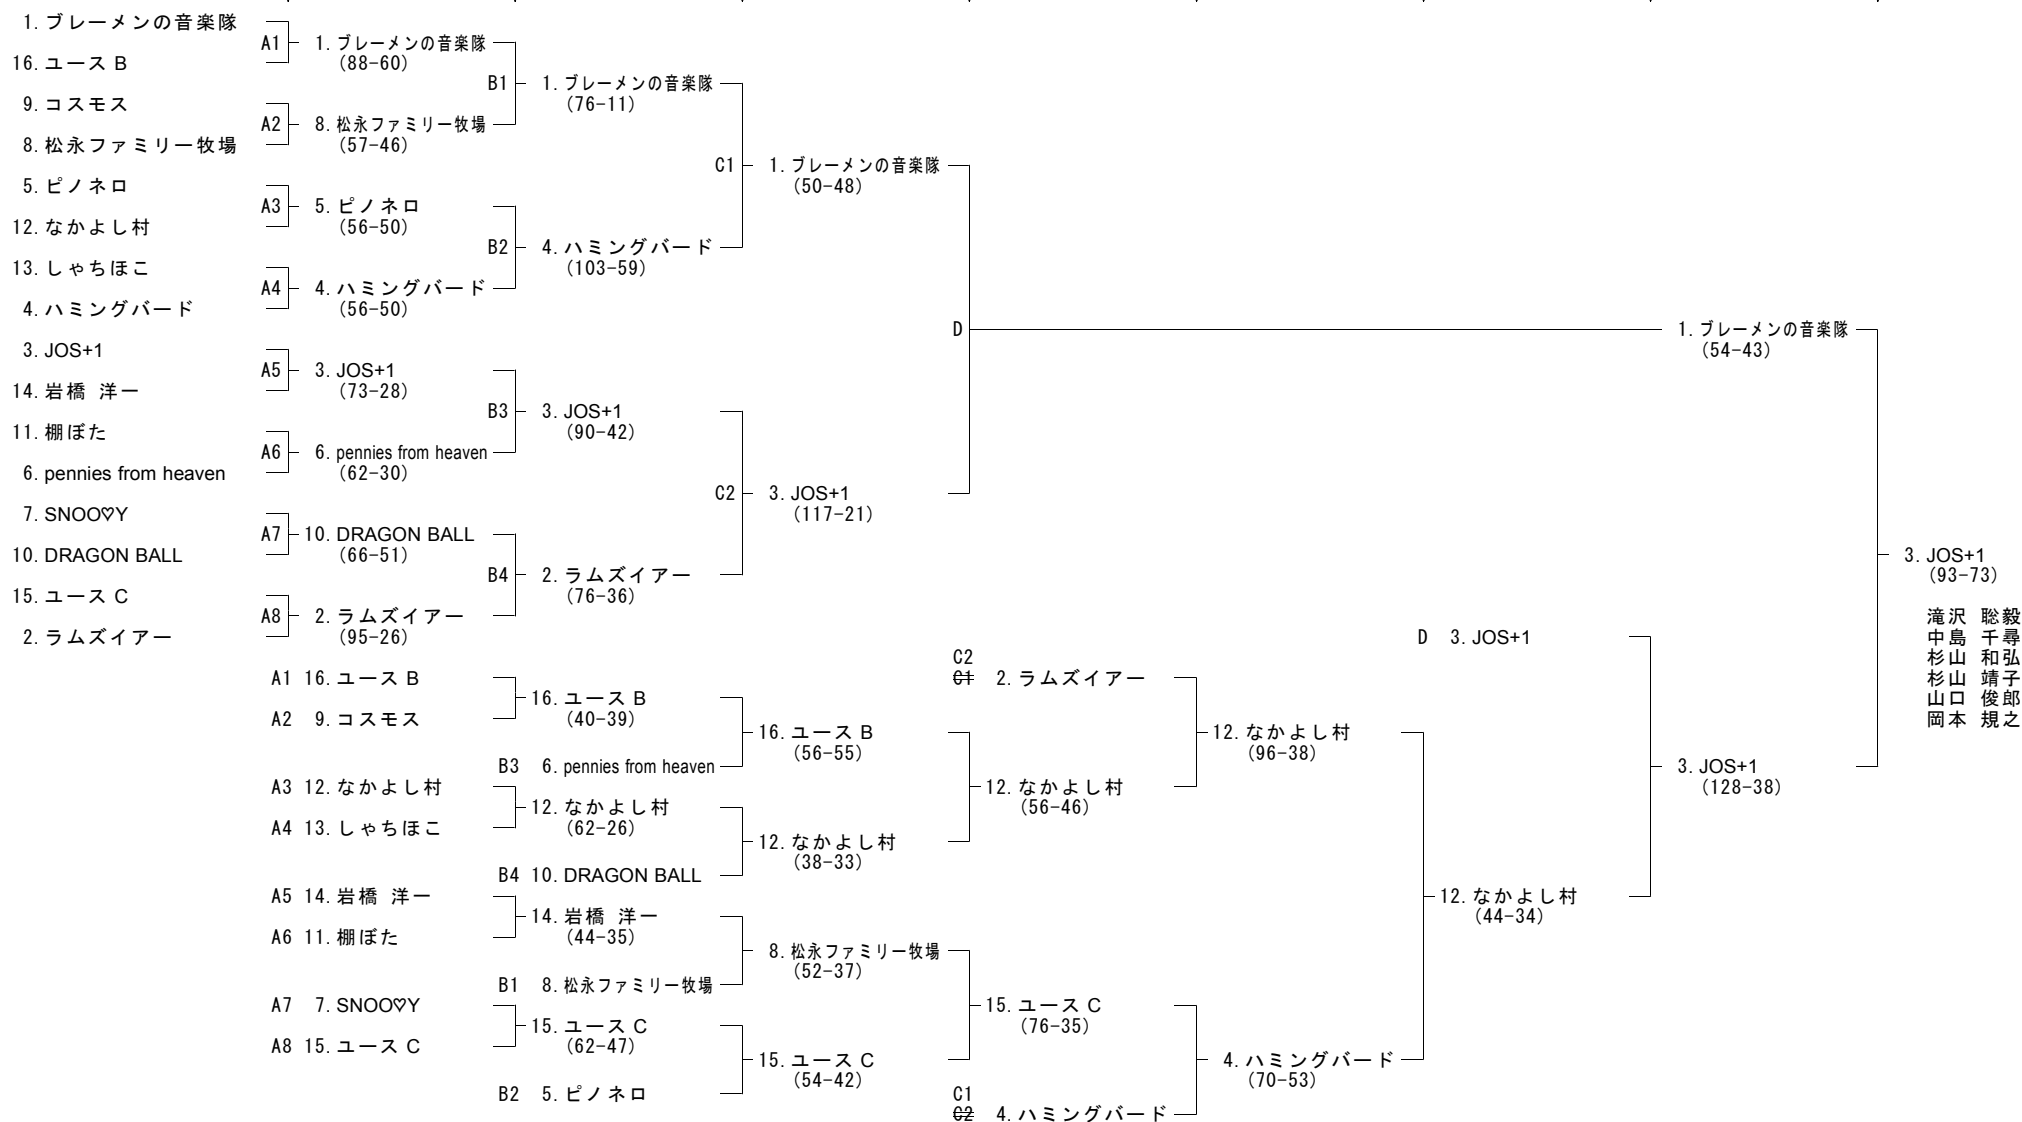 1. ブレーメンの音楽隊
16. ユース B
9. コスモス
8. 松永ファミリー牧場
5. ピノネロ
12. なかよし村
13. しゃちほこ
4. ハミングバード
3. JOS+1
14. 岩橋 洋一
11. 棚ぼた
6. pennies from heaven
7. SNOO♡Y
10. DRAGON BALL
15. ユース C
2. ラムズイアー
A1 1. ブレーメンの音楽隊
(88-60)
A2 8. 松永ファミリー牧場
(57-46)
A3 5. ピノネロ
(56-50)
A4 4. ハミングバード
(56-50)
A5 3. JOS+1
(73-28)
A6 6. pennies from heaven
(62-30)
A7 10. DRAGON BALL
(66-51)
A8 2. ラムズイアー
(95-26)
B1 1. ブレーメンの音楽隊
(76-11)
B2 4. ハミングバード
(103-59)
B3 3. JOS+1
(90-42)
B4 2. ラムズイアー
(76-36)
C1 1. ブレーメンの音楽隊
(50-48)
C2 3. JOS+1
(117-21)
D 1. ブレーメンの音楽隊
(54-43)
A1 16. ユース B
A2 9. コスモス
A3 12. なかよし村
A4 13. しゃちほこ
A5 14. 岩橋 洋一
A6 11. 棚ぼた
A7 7. SNOO♡Y
A8 15. ユース C
16. ユース B
(40-39)
B3 6. pennies from heaven
12. なかよし村
(62-26)
B4 10. DRAGON BALL
14. 岩橋 洋一
(44-35)
B1 8. 松永ファミリー牧場
15. ユース C
(62-47)
B2 5. ピノネロ
16. ユース B
(56-55)
12. なかよし村
(38-33)
8. 松永ファミリー牧場
(52-37)
15. ユース C
(54-42)
C2
C1 2. ラムズイアー
12. なかよし村
(56-46)
15. ユース C
(76-35)
C1
C2 4. ハミングバード
12. なかよし村
(96-38)
4. ハミングバード
(70-53)
D 3. JOS+1
12. なかよし村
(44-34)
3. JOS+1
(128-38)
3. JOS+1
(93-73)
滝沢 聡毅
中島 千尋
杉山 和弘
杉山 靖子
山口 俊郎
岡本 規之